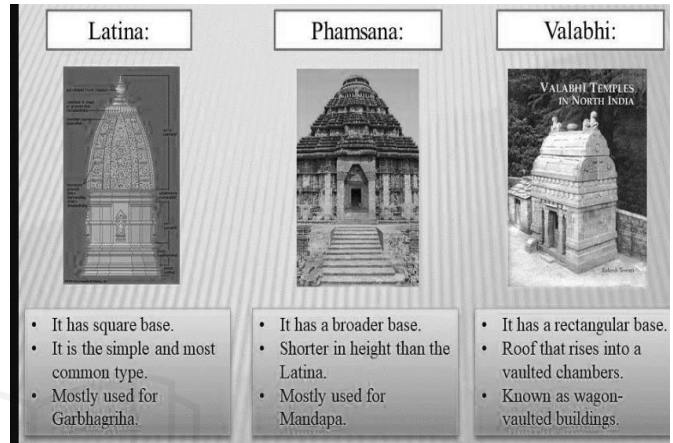 Latina:
Phamsana:
Valabhi:
VALABHI TEMPLES
IN NORTH INDIA
• It has square base.
• It is the simple and most
common type.
• Mostly used for
Garbhagriha.
• It has a broader base.
• Shorter in height than the
Latina.
• Mostly used for
Mandapa.
• It has a rectangular base.
• Roof that rises into a
vaulted chambers.
• Known as wagon-
vaulted buildings.